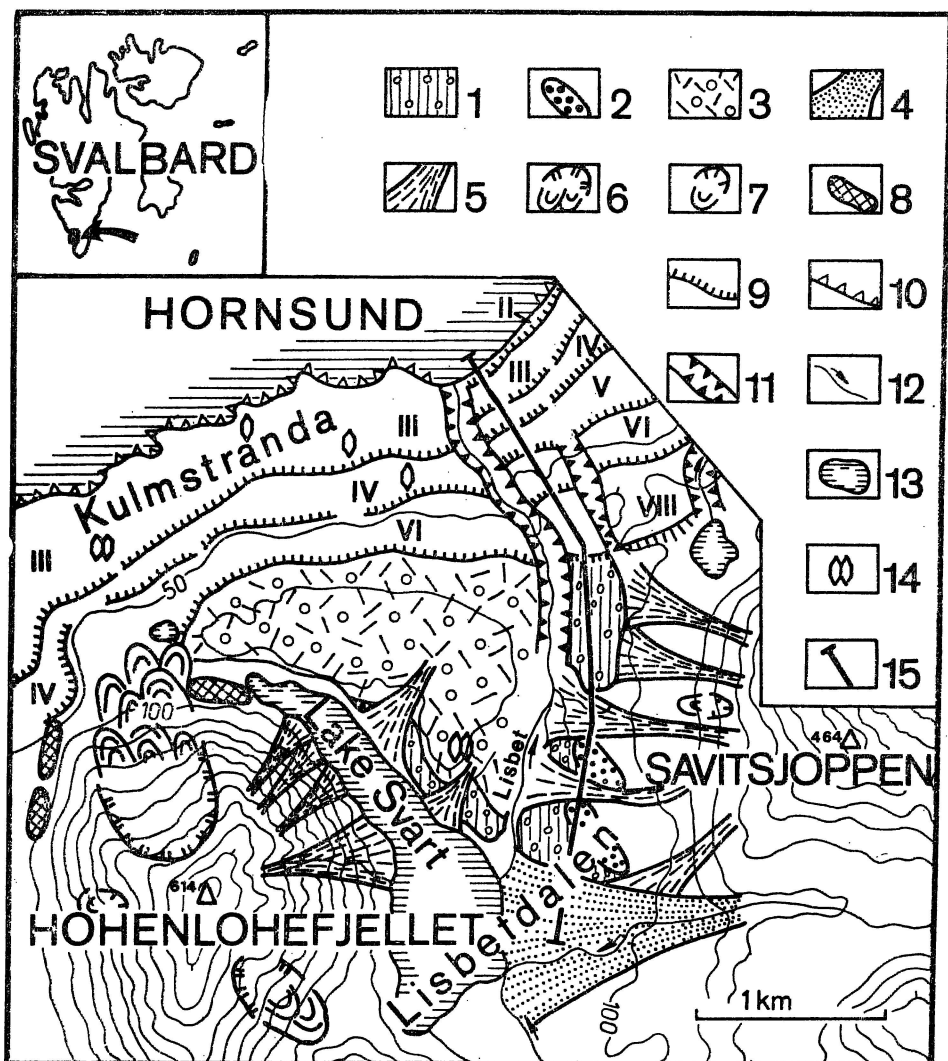 SVALBARD
1 2 3 4
5 6 7 8
9 10
11 12
13
14
15
HORNSUND
II
III
IV
V
VI
VIII
Kulmstranda
III
IV
VI
III
50
IV
100
Lake Svart
Lisbet
464
SAVITSJOPPEN
614
HOHENLOHEFJELLET
Lisbetdalen
100
1km